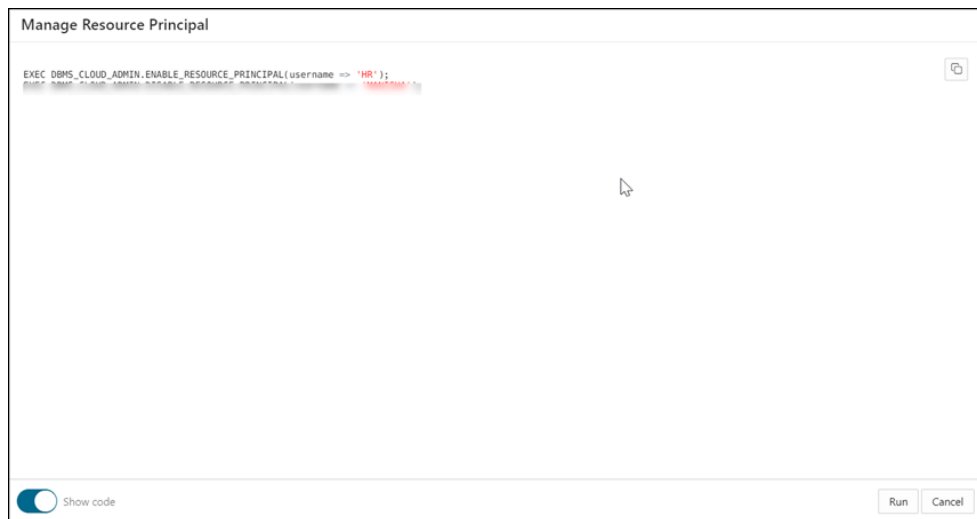 Manage Resource Principal
EXEC DBMS_CLOUD_ADMIN.ENABLE_RESOURCE_PRINCIPAL(username => 'HR');
Show code
Run
Cancel